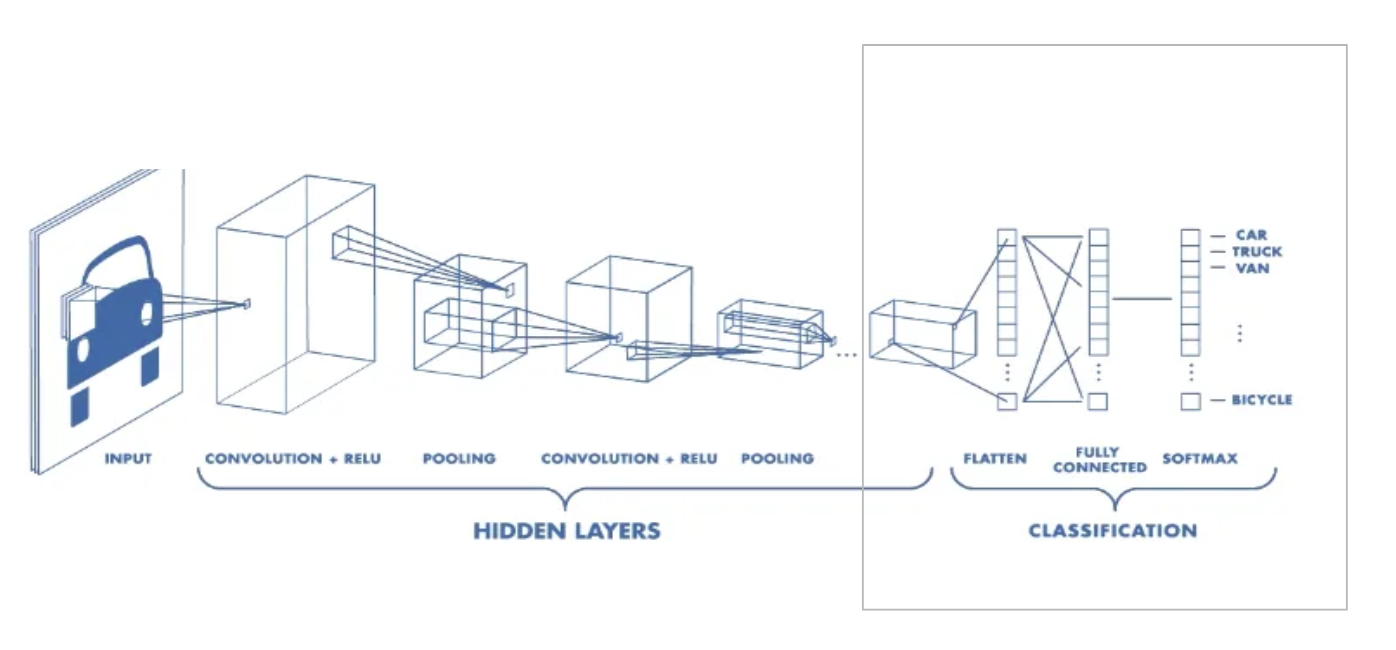 CAR
TRUCK
VAN
BICYCLE
INPUT
CONVOLUTION + RELU
POOLING
CONVOLUTION + RELU
POOLING
FLATTEN
FULLY
CONNECTED
SOFTMAX
HIDDEN LAYERS
CLASSIFICATION